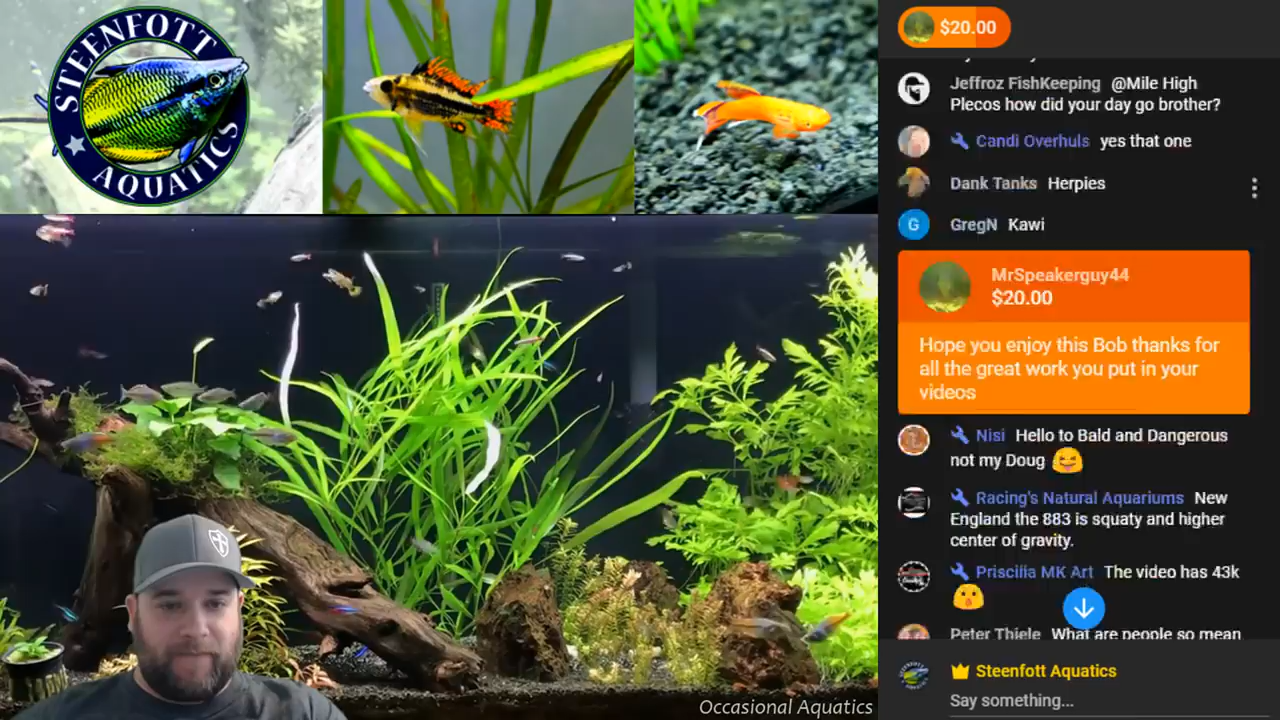 STEENFOTT
AQUATICS
$20.00
Jeffroz FishKeeping @Mile High
Plecos how did your day go brother?
Candi Overhuls yes that one
Dank Tanks Herpies
G GregN Kawi
MrSpeakerguy44
$20.00
Hope you enjoy this Bob thanks for
all the great work you put in your
videos
Nisi Hello to Bald and Dangerous
not my Doug
Racing's Natural Aquariums New
England the 883 is squaty and higher
center of gravity.
Priscilla MK Art The video has 43k
Peter Thiele What are people so mean
Steenfott Aquatics
Say something...
Occasional Aquatics